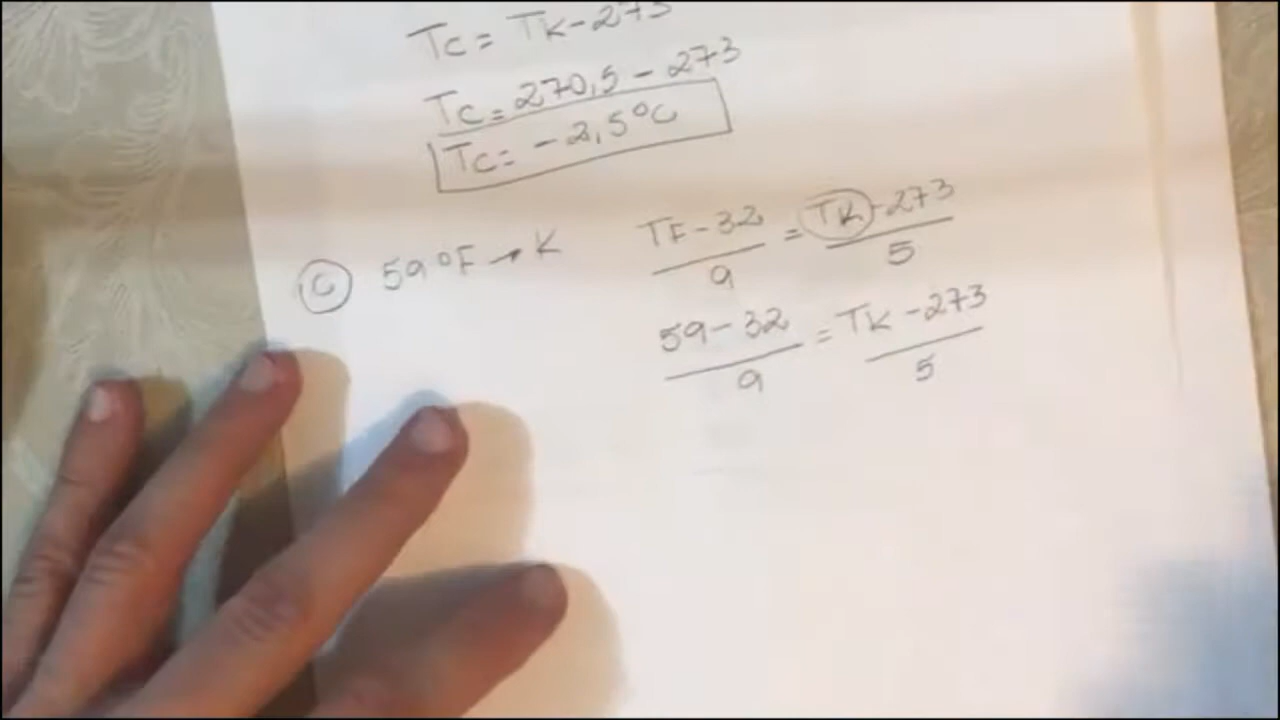 Tc = TK - 273
Tc = 270,5 - 273
Tc = - 2,5°C
C 59°F → K
TF - 32 / 9 = TK - 273 / 5
59 - 32 / 9 = TK - 273 / 5